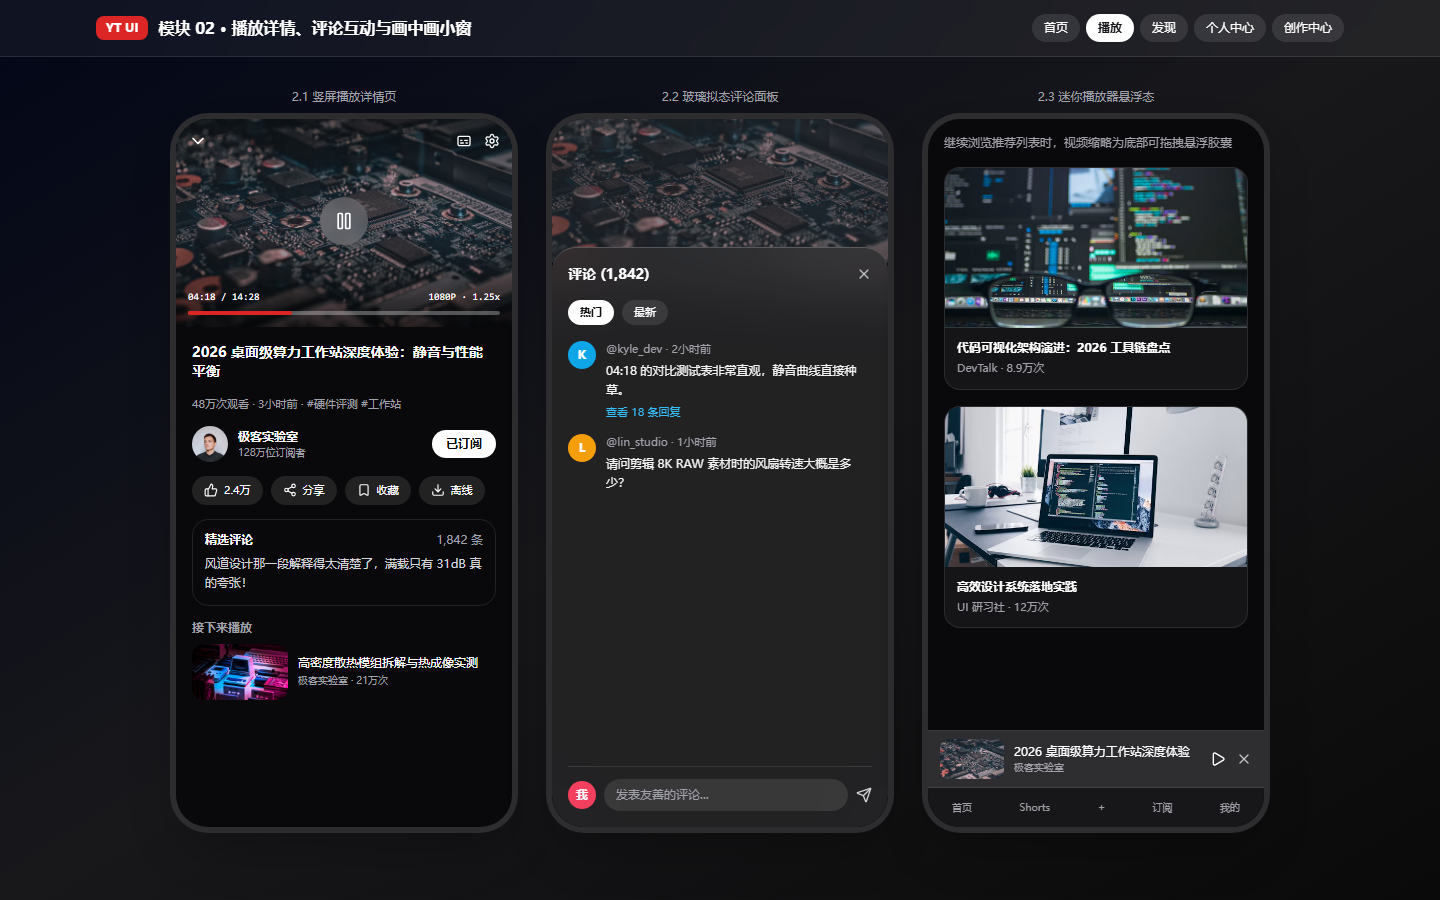 YT UI
模块 02 • 播放详情、评论互动与画中画小窗
首页
播放
发现
个人中心
创作中心
2.1 竖屏播放详情页
04:18 / 14:28
1080P · 1.25x
2026 桌面级算力工作站深度体验：静音与性能
平衡
48万次观看 · 3小时前 · #硬件评测 #工作站
极客实验室
128万位订阅者
已订阅
2.4万
分享
收藏
离线
精选评论
1,842 条
风道设计那一段解释得太清楚了，满载只有 31dB 真
的夸张！
接下来播放
高密度散热模组拆解与热成像实测
极客实验室 · 21万次
2.2 玻璃拟态评论面板
评论 (1,842)
热门
最新
K
@kyle_dev · 2小时前
04:18 的对比测试表非常直观，静音曲线直接种
草。
查看 18 条回复
L
@lin_studio · 1小时前
请问剪辑 8K RAW 素材时的风扇转速大概是多
少？
我
发表友善的评论...
2.3 迷你播放器悬浮态
继续浏览推荐列表时，视频缩略为底部可拖拽悬浮胶囊
代码可视化架构演进：2026 工具链盘点
DevTalk · 8.9万次
高效设计系统落地实践
UI 研习社 · 12万次
2026 桌面级算力工作站深度体验
极客实验室
首页
Shorts
+
订阅
我的